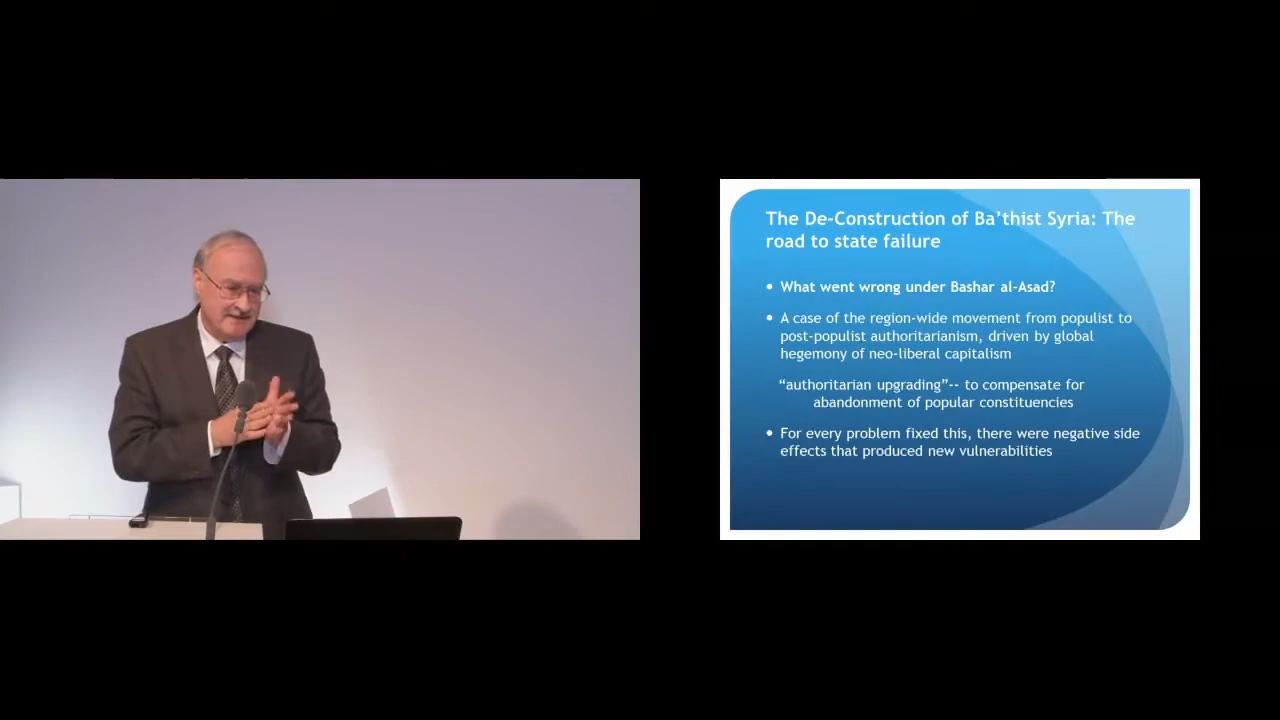 The De-Construction of Ba’thist Syria: The
road to state failure
• What went wrong under Bashar al-Asad?
• A case of the region-wide movement from populist to
post-populist authoritarianism, driven by global
hegemony of neo-liberal capitalism
“authoritarian upgrading”-- to compensate for
abandonment of popular constituencies
• For every problem fixed this, there were negative side
effects that produced new vulnerabilities